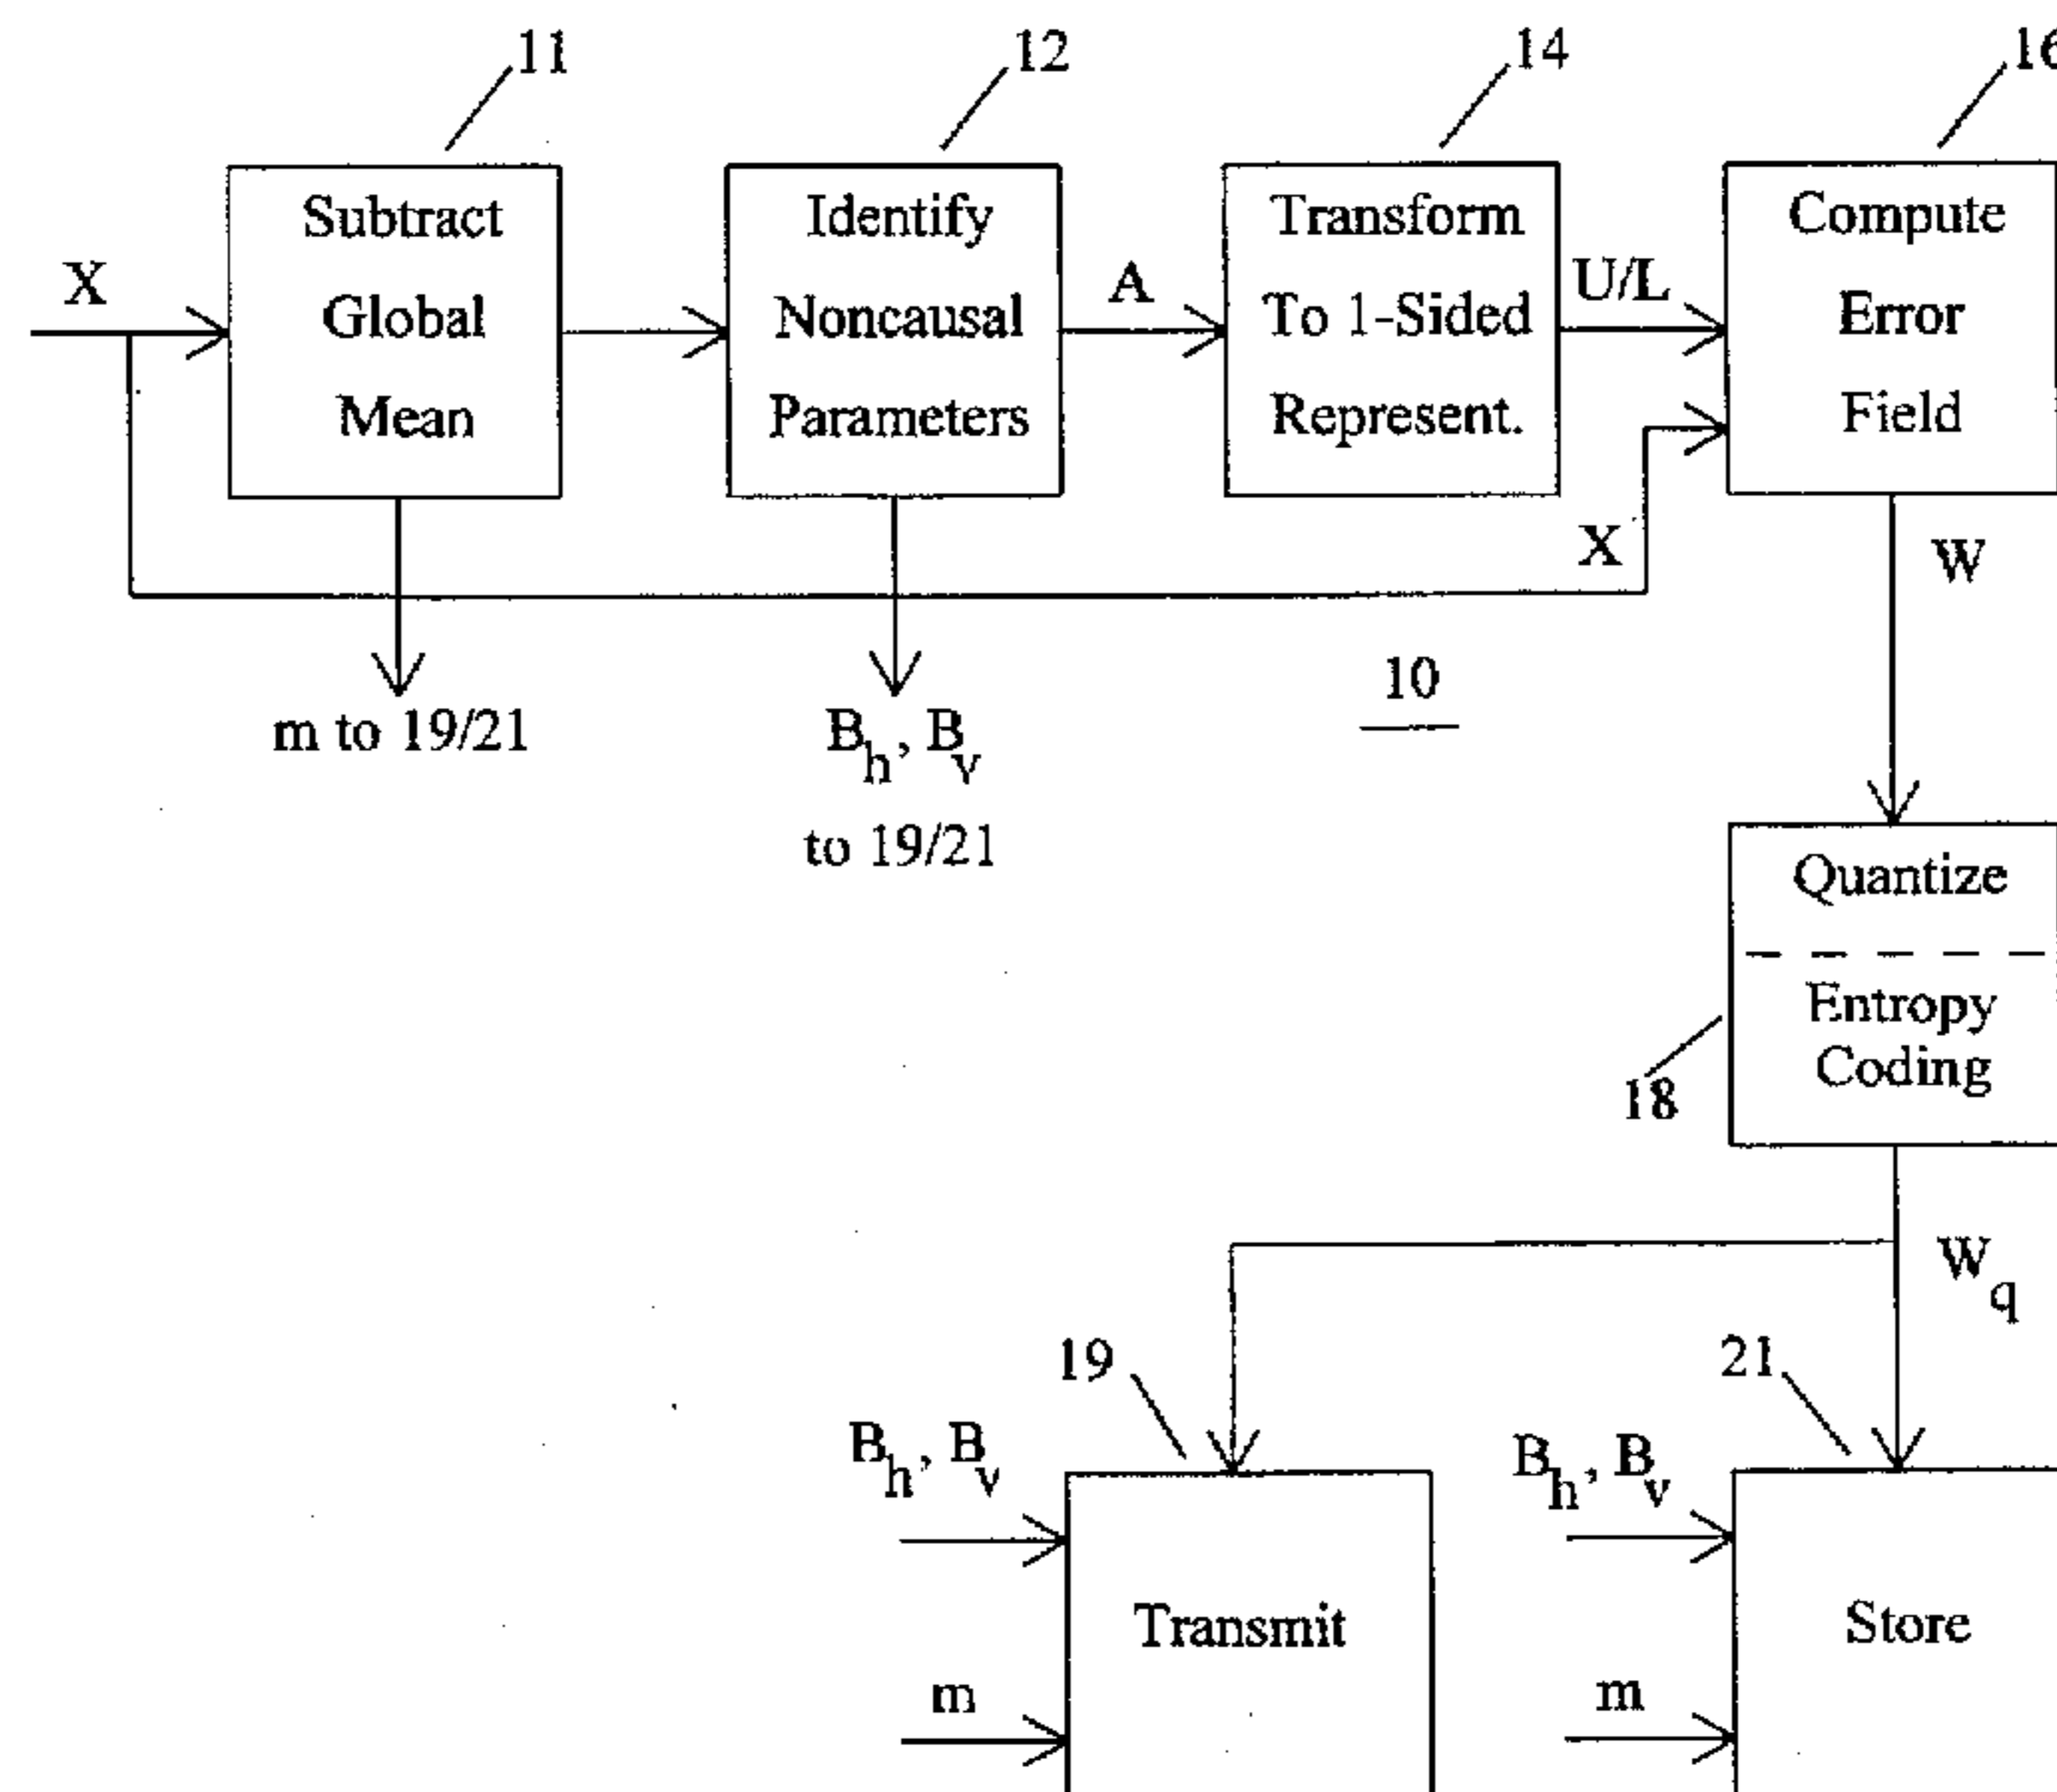 11
12
14
16
Subtract
Global
Mean
Identify
Noncausal
Parameters
Transform
To 1-Sided
Represent.
Compute
Error
Field
X
A
U/L
X
W
m to 19/21
B_h, B_v
to 19/21
10
Quantize
Entropy
Coding
18
W_q
19
21
B_h, B_v
B_h, B_v
Transmit
Store
m
m